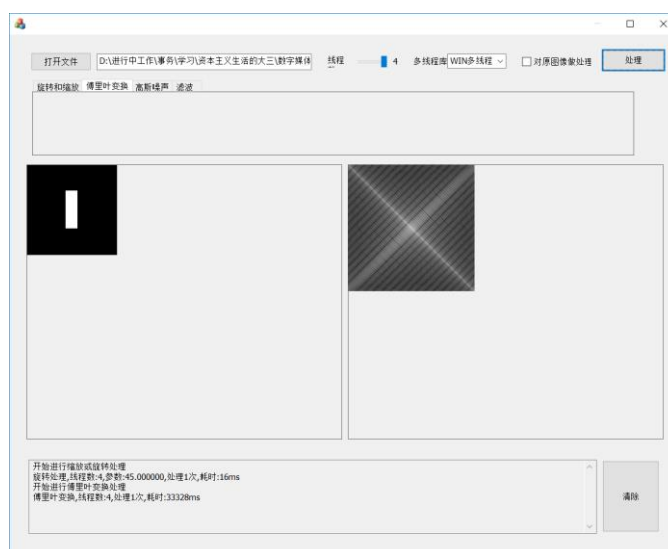 打开文件 D:\进行中工作\事务\学习\资本主义生活的大三\数字媒体 线程 4 多线程库 WIN多线程 对原图像做处理 处理
旋转和缩放 傅里叶变换 高斯噪声 滤波
开始进行缩放或旋转处理
旋转处理,线程数:4,参数:45.000000,处理1次,耗时:16ms
开始进行傅里叶变换处理
傅里叶变换,线程数:4,处理1次,耗时:33328ms
清除